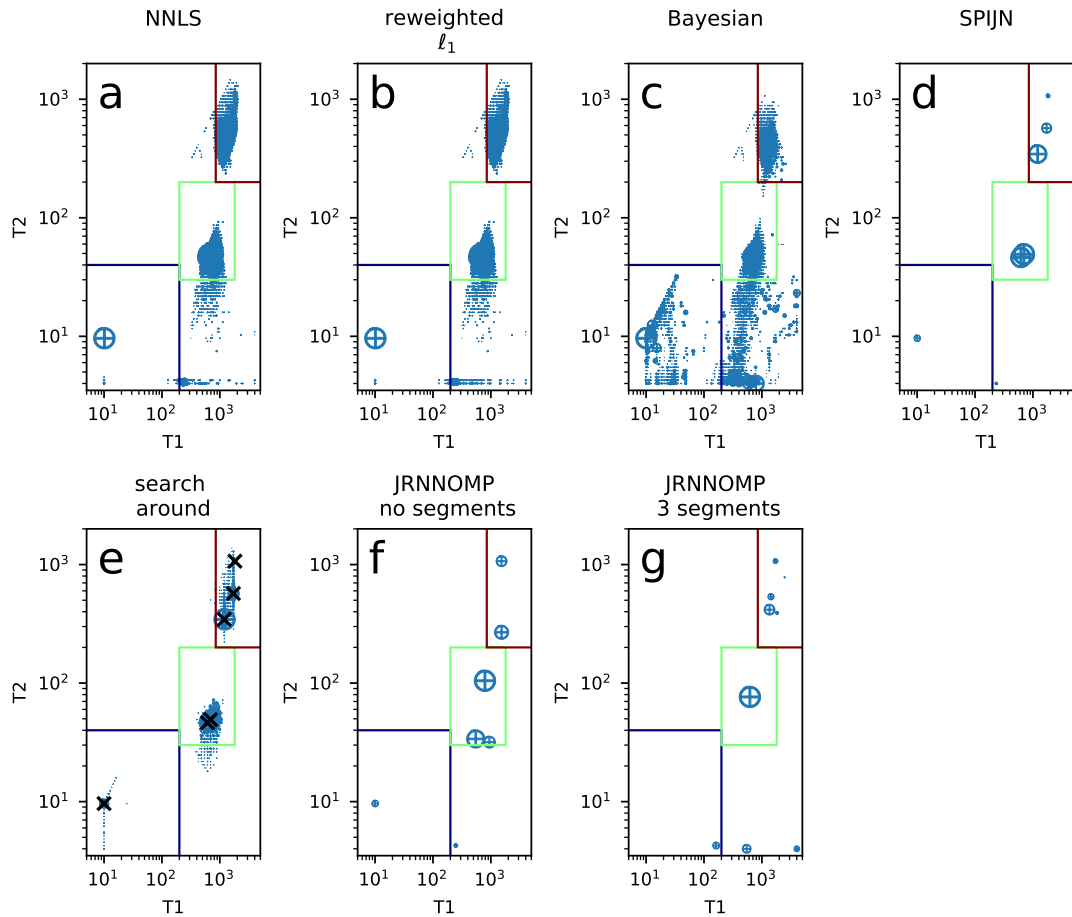 NNLS
reweighted
ℓ₁
Bayesian
SPIJN
a
b
c
d
T2
10³
10²
10¹
T2
10³
10²
10¹
T2
10³
10²
10¹
T2
10³
10²
10¹
10¹ 10² 10³
10¹ 10² 10³
10¹ 10² 10³
10¹ 10² 10³
T1
T1
T1
T1
search
around
JRNNOMP
no segments
JRNNOMP
3 segments
e
f
g
T2
10³
10²
10¹
T2
10³
10²
10¹
T2
10³
10²
10¹
10¹ 10² 10³
10¹ 10² 10³
10¹ 10² 10³
T1
T1
T1